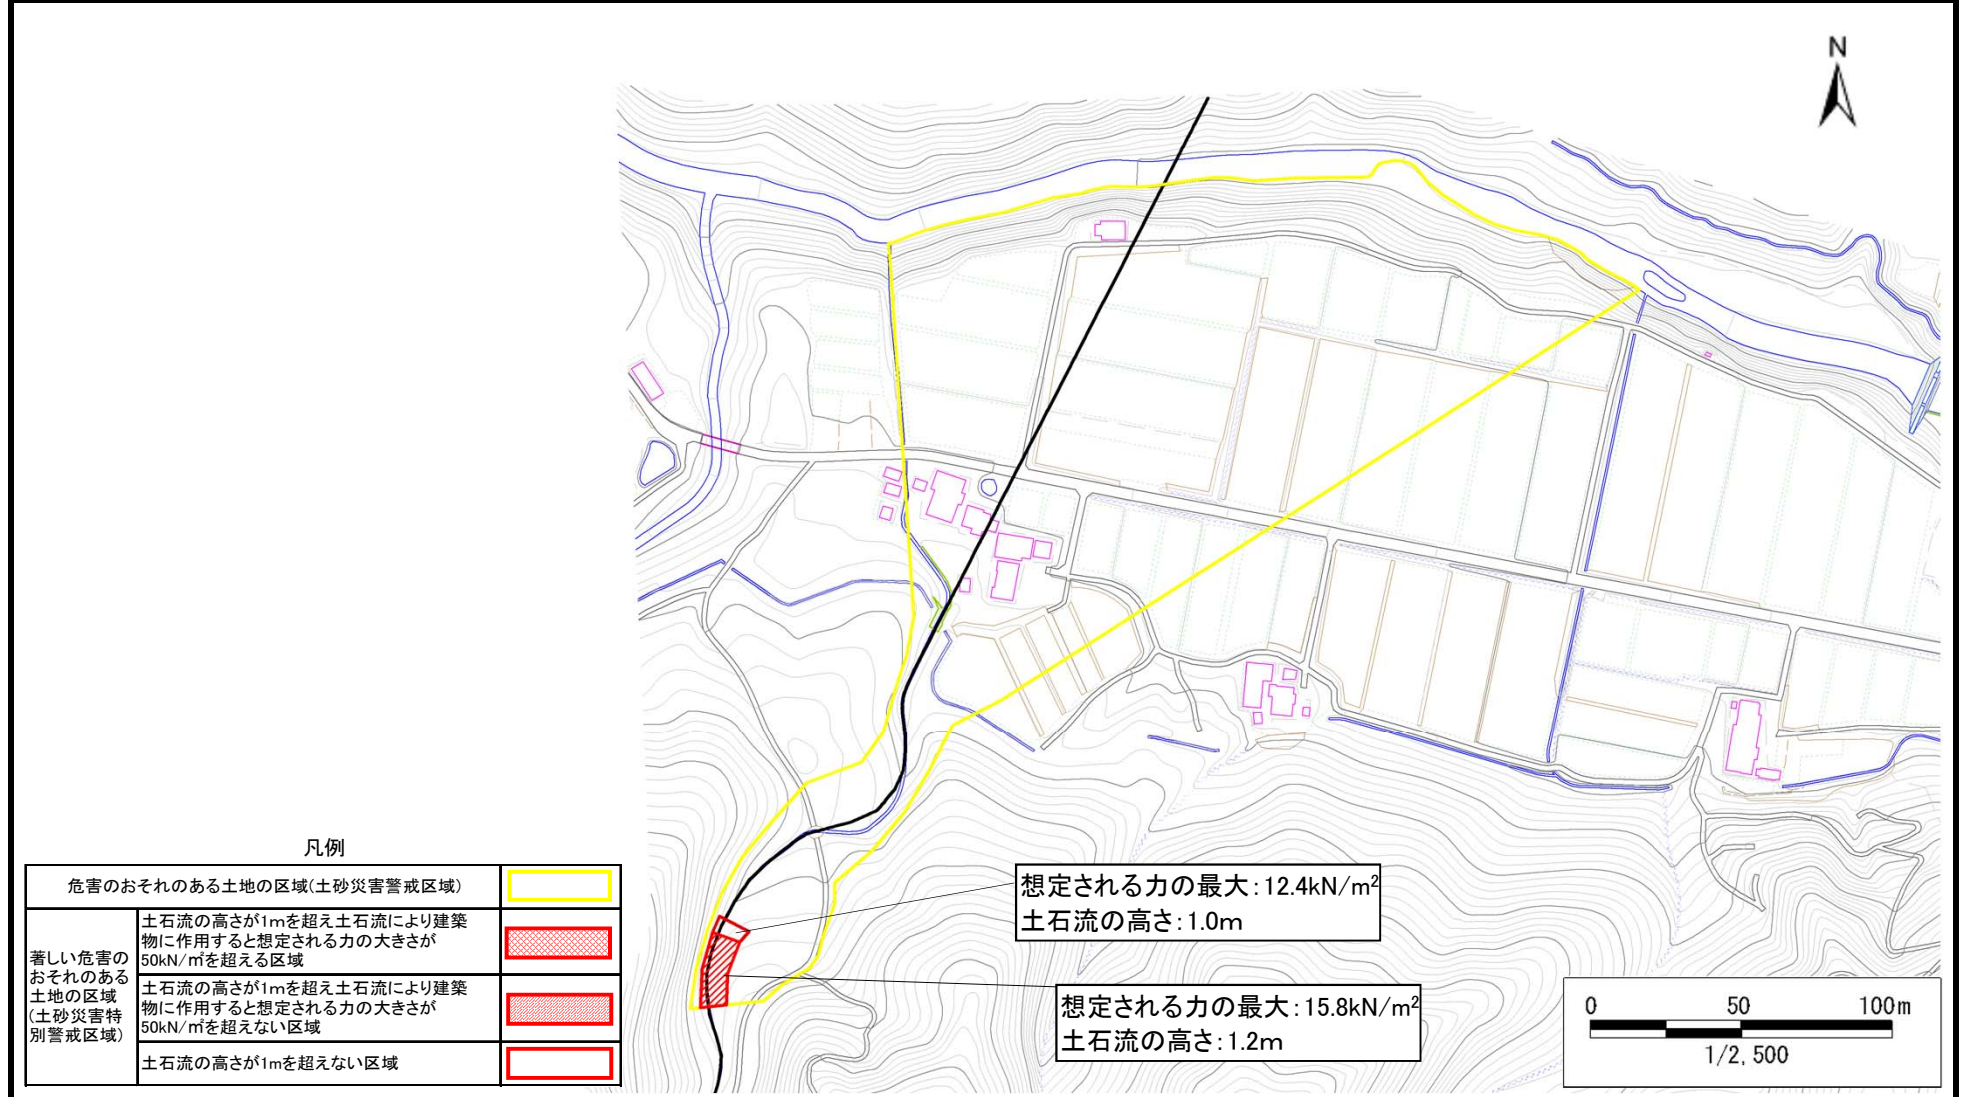 N
想定される力の最大:12.4kN/m²
土石流の高さ:1.0m
想定される力の最大:15.8kN/m²
土石流の高さ:1.2m
凡例
危害のおそれのある土地の区域(土砂災害警戒区域)
著しい危害の
おそれのある
土地の区域
(土砂災害特
別警戒区域)
土石流の高さが1mを超え土石流により建築
物に作用すると想定される力の大きさが
50kN/㎡を超える区域
土石流の高さが1mを超え土石流により建築
物に作用すると想定される力の大きさが
50kN/㎡を超えない区域
土石流の高さが1mを超えない区域
0 50 100m
1/2,500